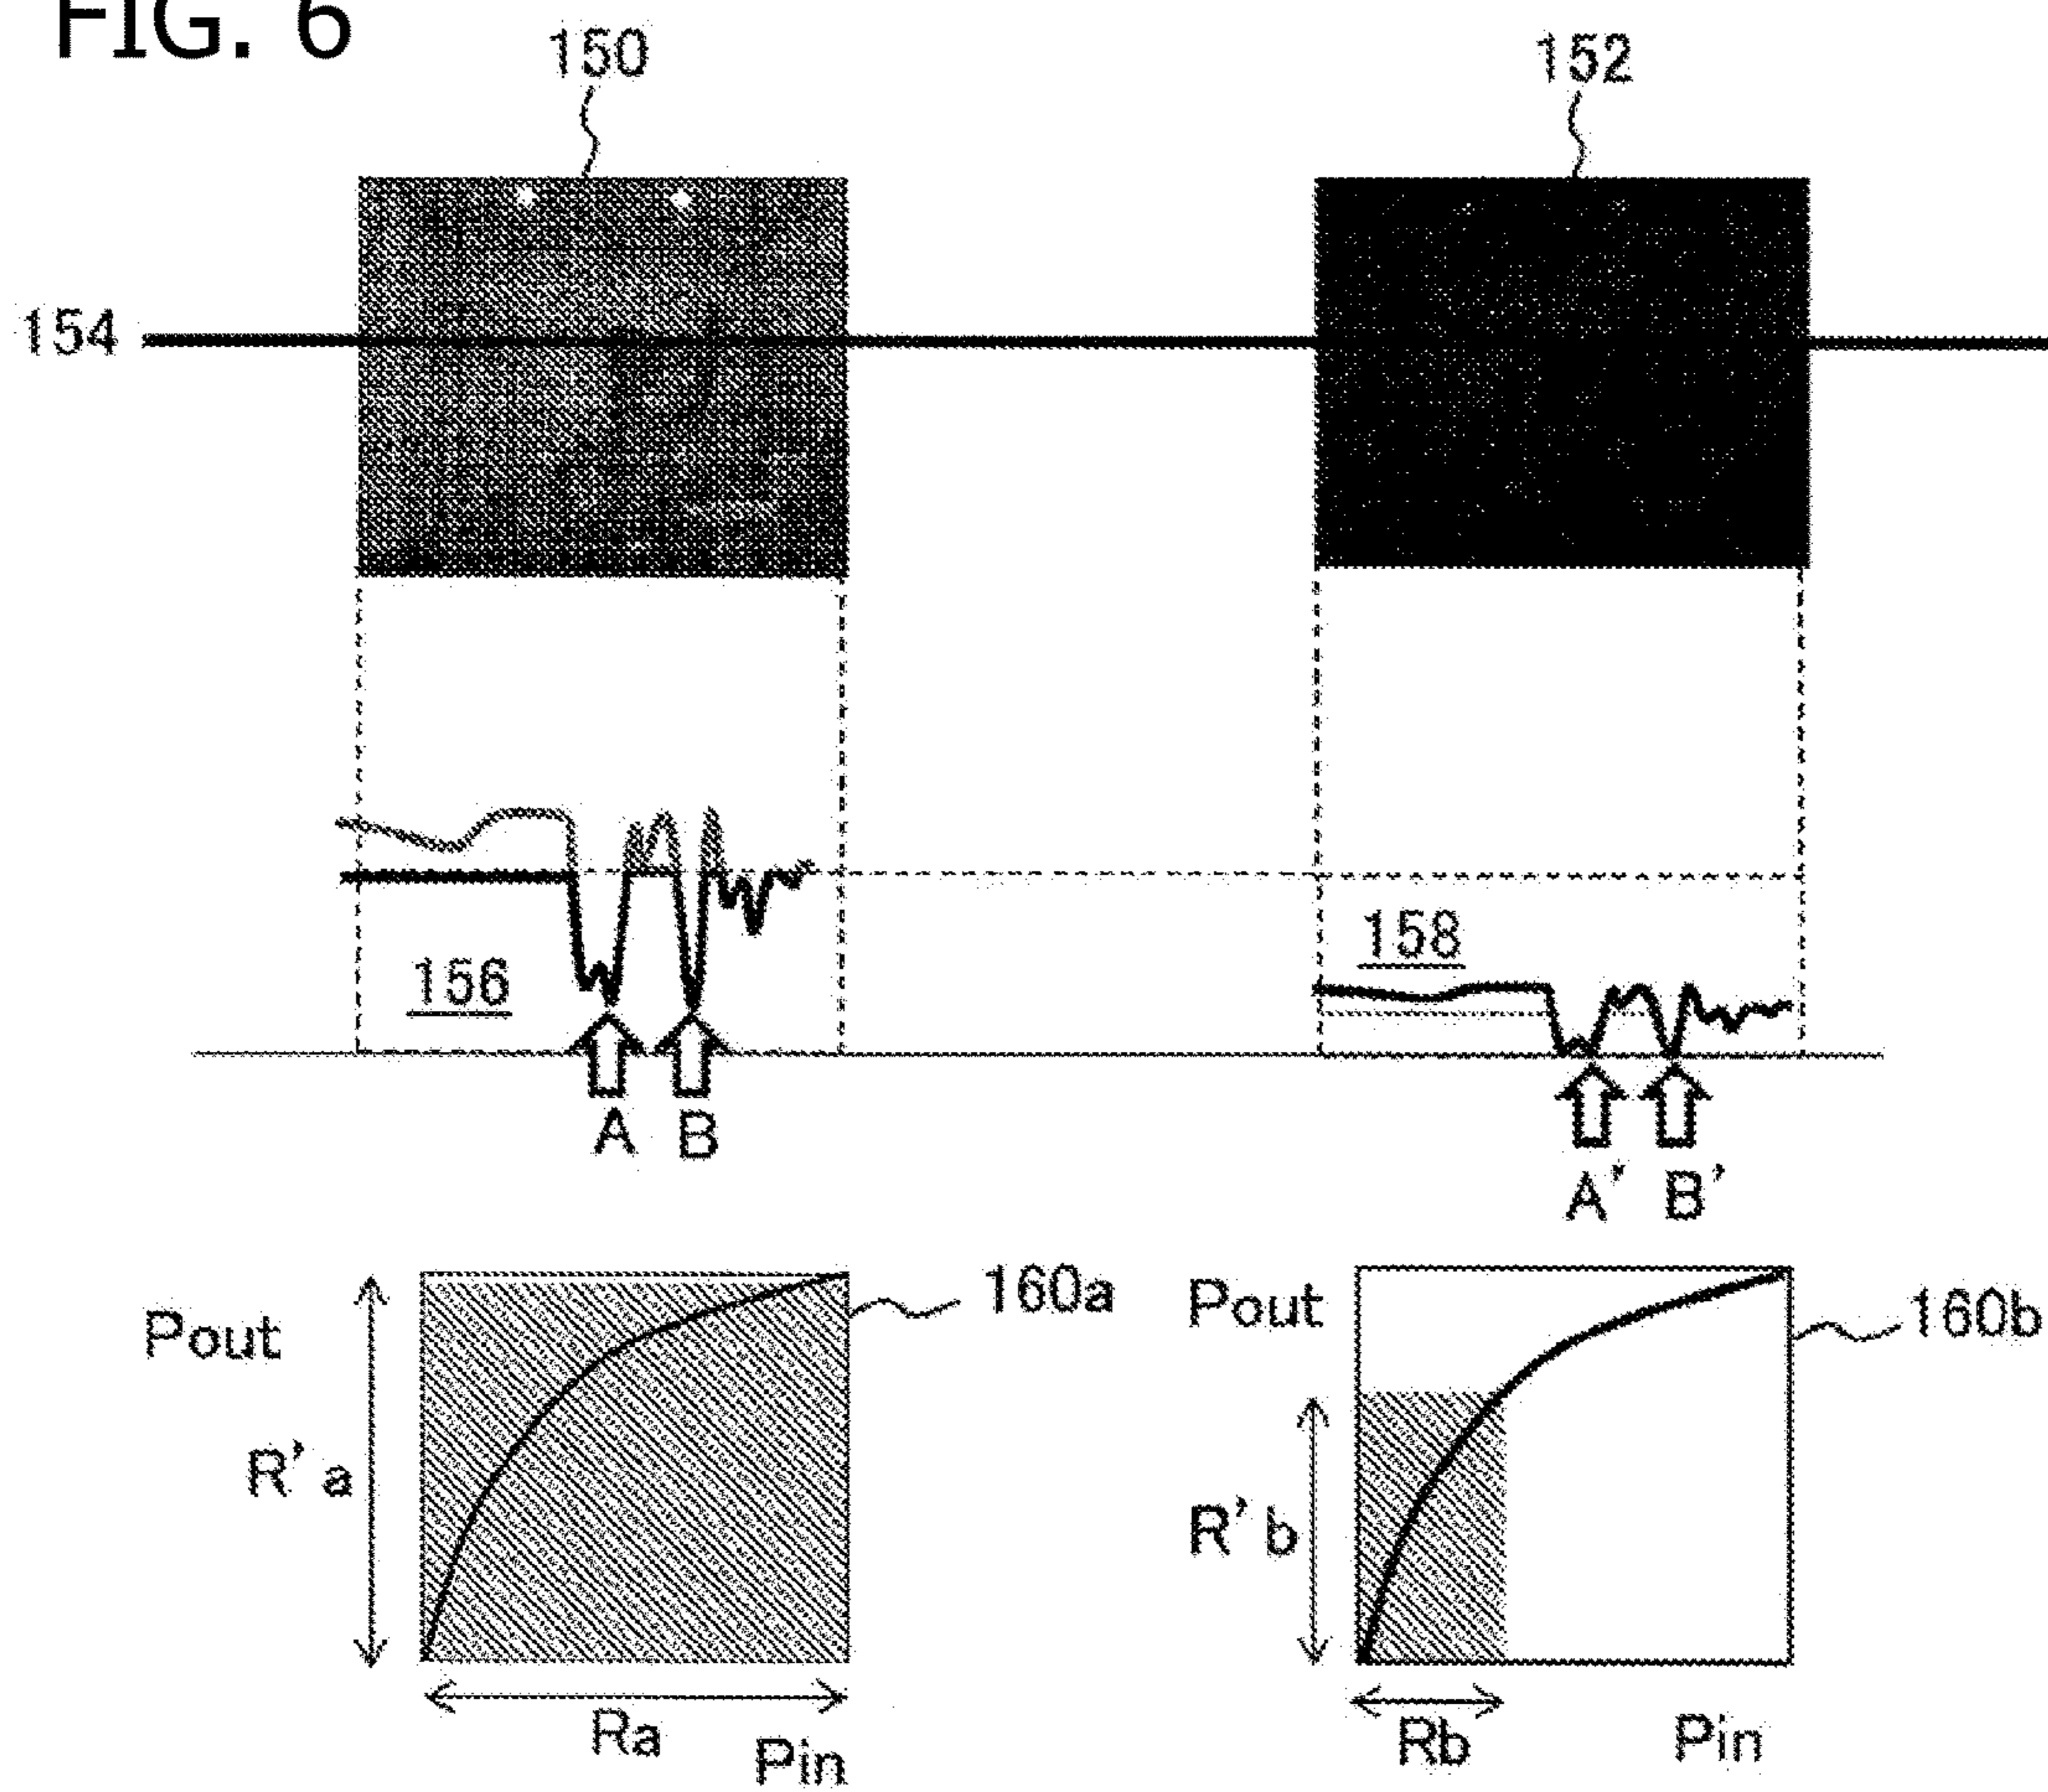 FIG. 6
150
152
154
156
158
A B
A' B'
Pout
160a
Pout
160b
R' a
R' b
Ra
Pin
Rb
Pin